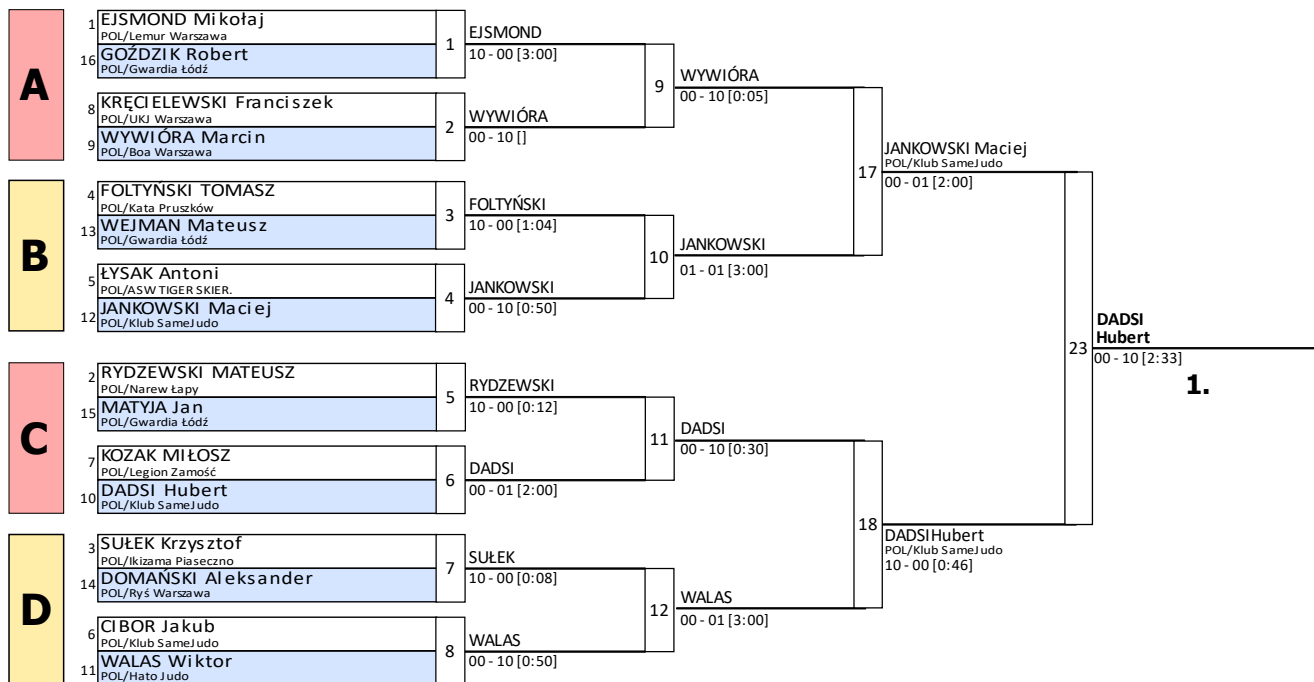 A
1 EJSMOND Mikołaj
POL/Lemur Warszawa
16 GOŹDZIK Robert
POL/Gwardia Łódź
1
EJSMOND
10 - 00 [3:00]
8 KRĘCIELEWSKI Franciszek
POL/UKJ Warszawa
9 WYWIÓRA Marcin
POL/Boa Warszawa
2
WYWIÓRA
00 - 10 []
9
WYWIÓRA
00 - 10 [0:05]
B
4 FOLTYŃSKI TOMASZ
POL/Kata Pruszków
13 WEJMAN Mateusz
POL/Gwardia Łódź
3
FOLTYŃSKI
10 - 00 [1:04]
5 ŁYSAK Antoni
POL/ASW TIGER SKIER.
12 JANKOWSKI Maciej
POL/Klub SameJudo
4
JANKOWSKI
00 - 10 [0:50]
10
JANKOWSKI
01 - 01 [3:00]
17
JANKOWSKI Maciej
POL/Klub SameJudo
00 - 01 [2:00]
C
2 RYDZEWSKI MATEUSZ
POL/Narew Łapy
15 MATYJA Jan
POL/Gwardia Łódź
5
RYDZEWSKI
10 - 00 [0:12]
7 KOZAK MIŁOSZ
POL/Legion Zamość
10 DADSI Hubert
POL/Klub SameJudo
6
DADSI
00 - 01 [2:00]
11
DADSI
00 - 10 [0:30]
D
3 SUŁEK Krzysztof
POL/Ikizama Piaseczno
14 DOMAŃSKI Aleksander
POL/Ryś Warszawa
7
SUŁEK
10 - 00 [0:08]
6 CIBOR Jakub
POL/Klub SameJudo
11 WALAS Wiktor
POL/Hato Judo
8
WALAS
00 - 10 [0:50]
12
WALAS
00 - 01 [3:00]
18
DADSI Hubert
POL/Klub SameJudo
10 - 00 [0:46]
23
DADSI
Hubert
00 - 10 [2:33]
1.